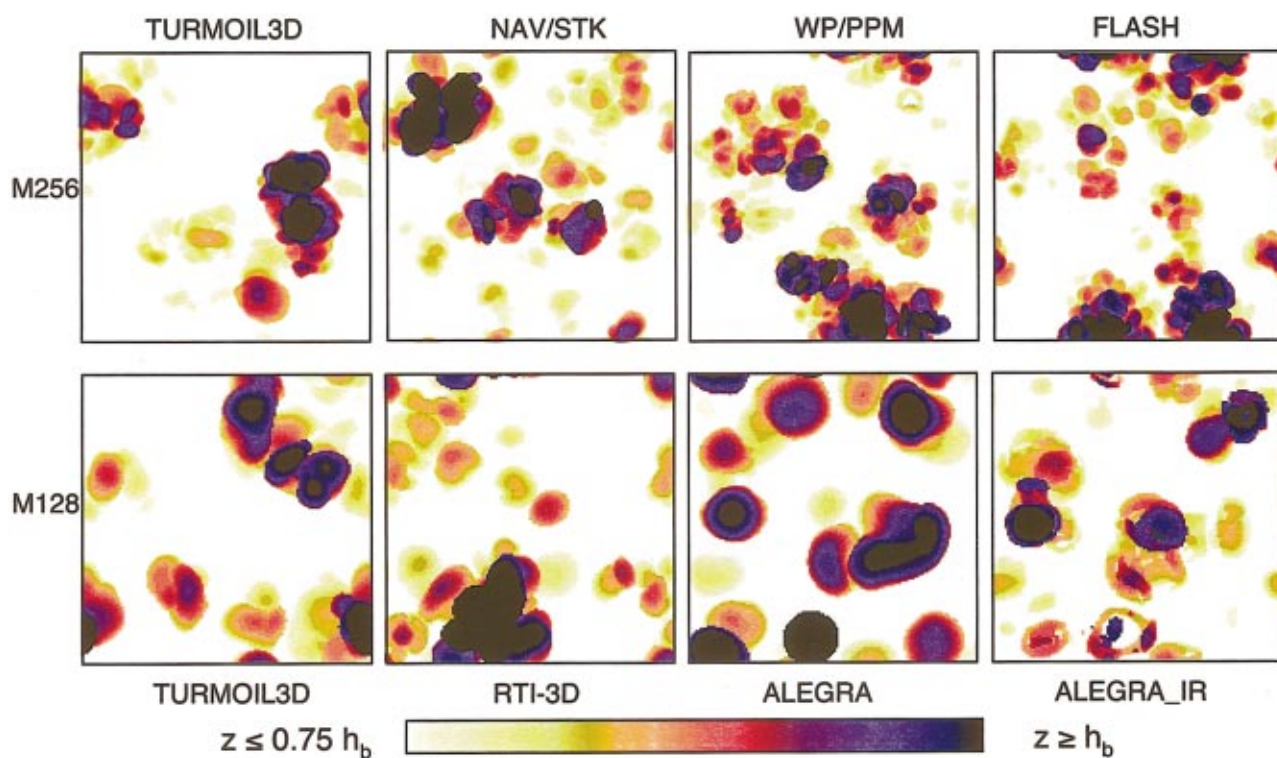 TURMOIL3D NAV/STK WP/PPM FLASH
M256
M128
TURMOIL3D RTI-3D ALEGRA ALEGRA_IR
z ≤ 0.75 h_b z ≥ h_b